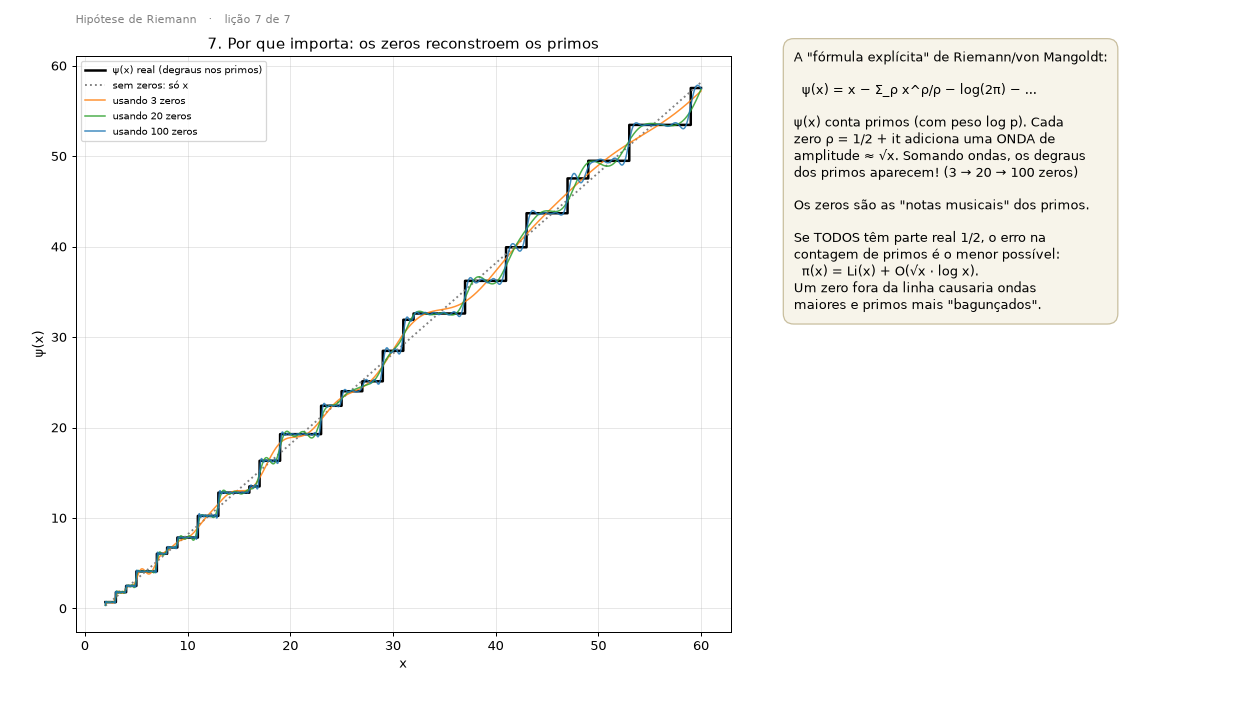 Hipótese de Riemann · lição 7 de 7
7. Por que importa: os zeros reconstroem os primos
ψ(x) real (degraus nos primos)
sem zeros: só x
usando 3 zeros
usando 20 zeros
usando 100 zeros
60
50
40
30
20
10
0
ψ(x)
0 10 20 30 40 50 60
x
A "fórmula explícita" de Riemann/von Mangoldt:
ψ(x) = x − Σ_ρ x^ρ/ρ − log(2π) − ...
ψ(x) conta primos (com peso log p). Cada
zero ρ = 1/2 + it adiciona uma ONDA de
amplitude ≈ √x. Somando ondas, os degraus
dos primos aparecem! (3 → 20 → 100 zeros)
Os zeros são as "notas musicais" dos primos.
Se TODOS têm parte real 1/2, o erro na
contagem de primos é o menor possível:
π(x) = Li(x) + O(√x · log x).
Um zero fora da linha causaria ondas
maiores e primos mais "bagunçados".